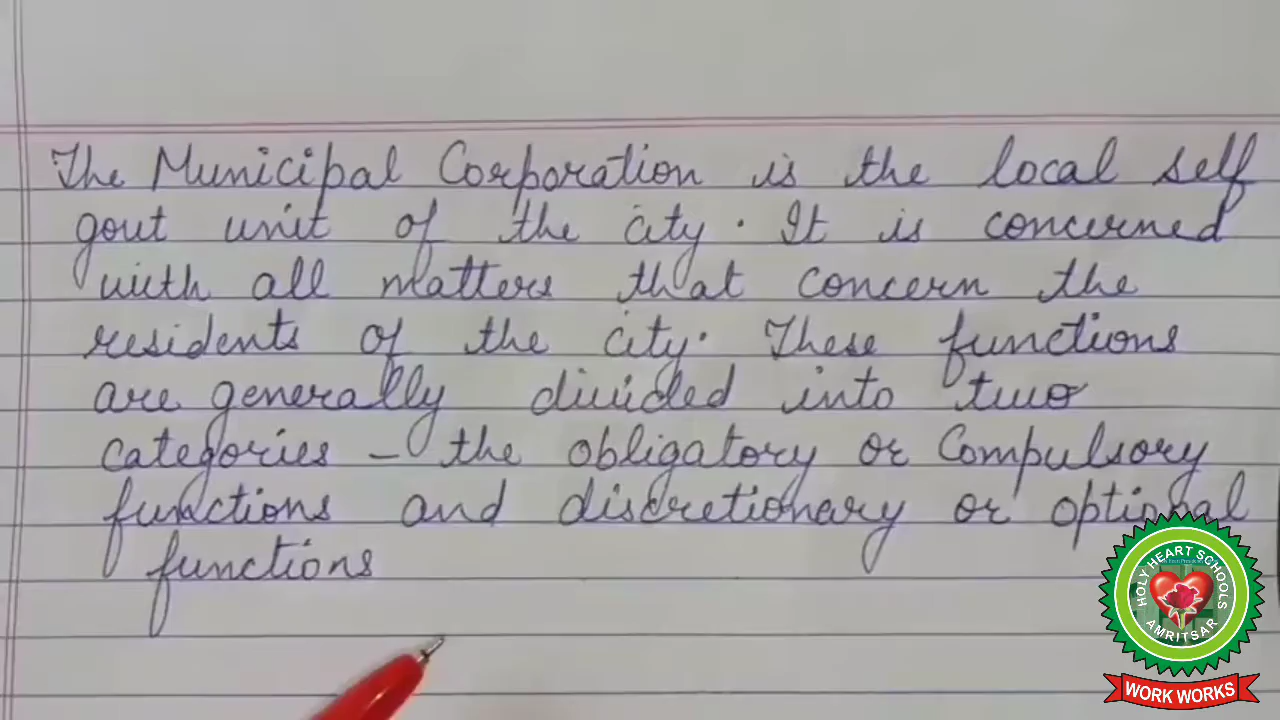 The Municipal Corporation is the local self
govt unit of the city. It is concerned
with all matters that concern the
residents of the city. These functions
are generally divided into two
categories - the obligatory or Compulsory
functions and discretionary or optional
functions
HOLY HEART SCHOOLS
AMRITSAR
WORK WORKS